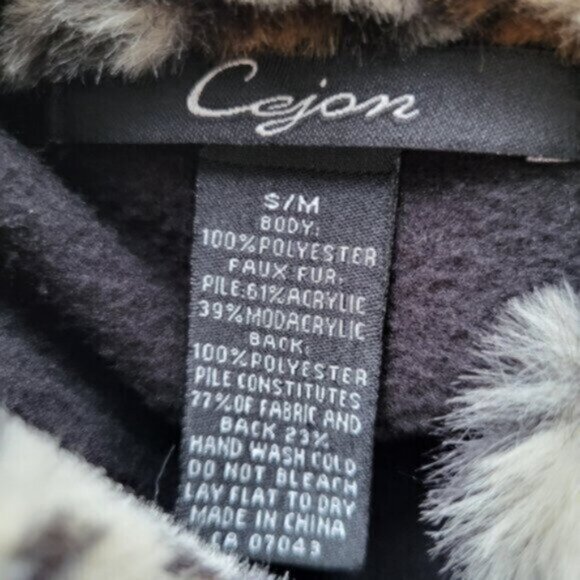 Cejon
S/M
BODY:
100%POLYESTER
FAUX FUR:
PILE:61%ACRYLIC
39%MODACRYLIC
BACK:
100%POLYESTER
PILE CONSTITUTES
77%OF FABRIC AND
BACK 23%
HAND WASH COLD
DO NOT BLEACH
LAY FLAT TO DRY
MADE IN CHINA
CA 07043